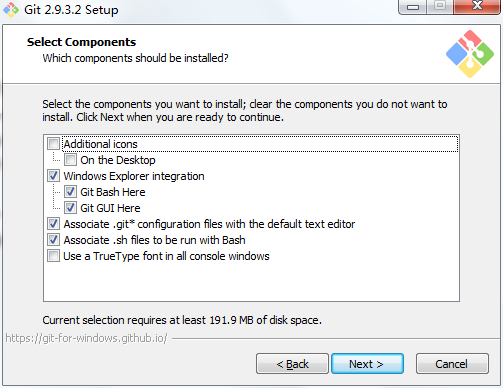 Git 2.9.3.2 Setup
Select Components
Which components should be installed?
Select the components you want to install; clear the components you do not want to
install. Click Next when you are ready to continue.
Additional icons
On the Desktop
Windows Explorer integration
Git Bash Here
Git GUI Here
Associate .git* configuration files with the default text editor
Associate .sh files to be run with Bash
Use a TrueType font in all console windows
Current selection requires at least 191.9 MB of disk space.
https://git-for-windows.github.io/
< Back
Next >
Cancel